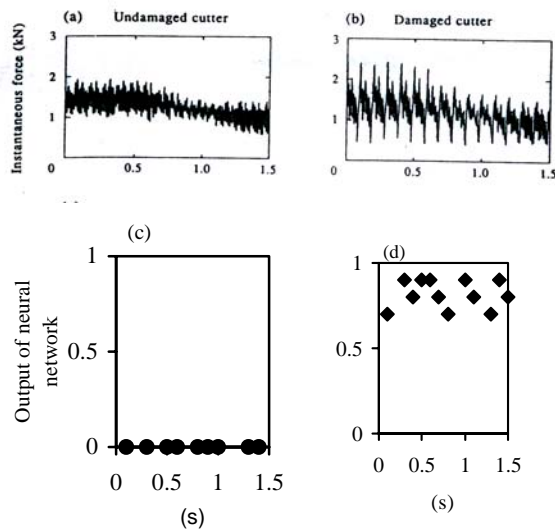 (a) Undamaged cutter
Instantaneous force (kN)
3
2
1
0 0.5 1.0 1.5
(b) Damaged cutter
3
2
1
0 0.5 1.0 1.5
(c)
Output of neural
network
1
0.5
0
0 0.5 1 1.5
(s)
(d)
1
0.5
0
0 0.5 1 1.5
(s)